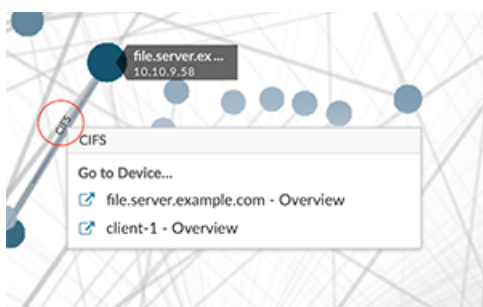 file.server.ex ...
10.10.9.58
CIFS
CIFS
Go to Device...
file.server.example.com - Overview
client-1 - Overview